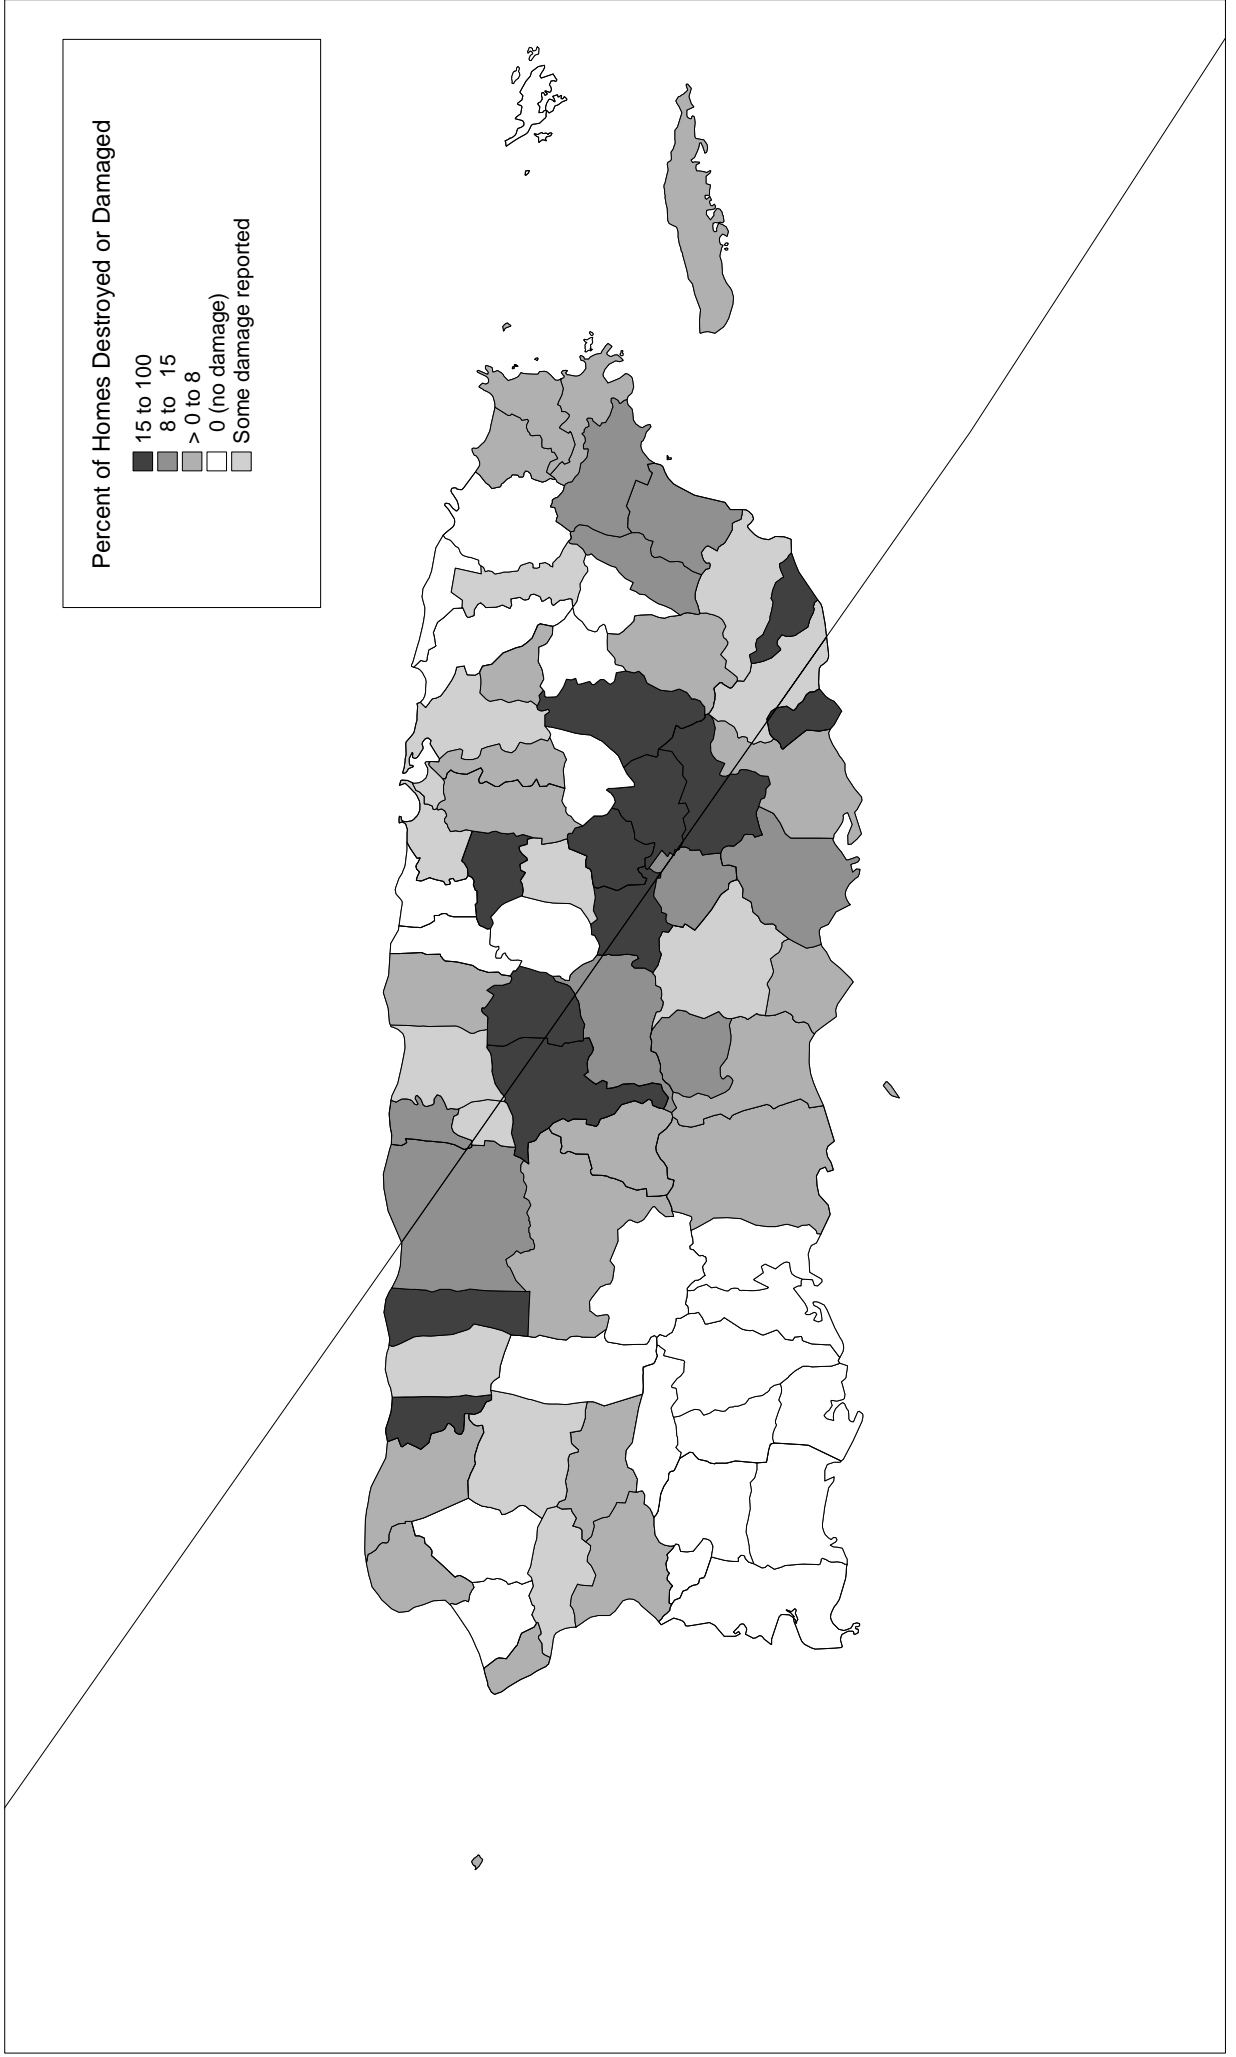 Percent of Homes Destroyed or Damaged
15 to 100
8 to 15
> 0 to 8
0 (no damage)
Some damage reported